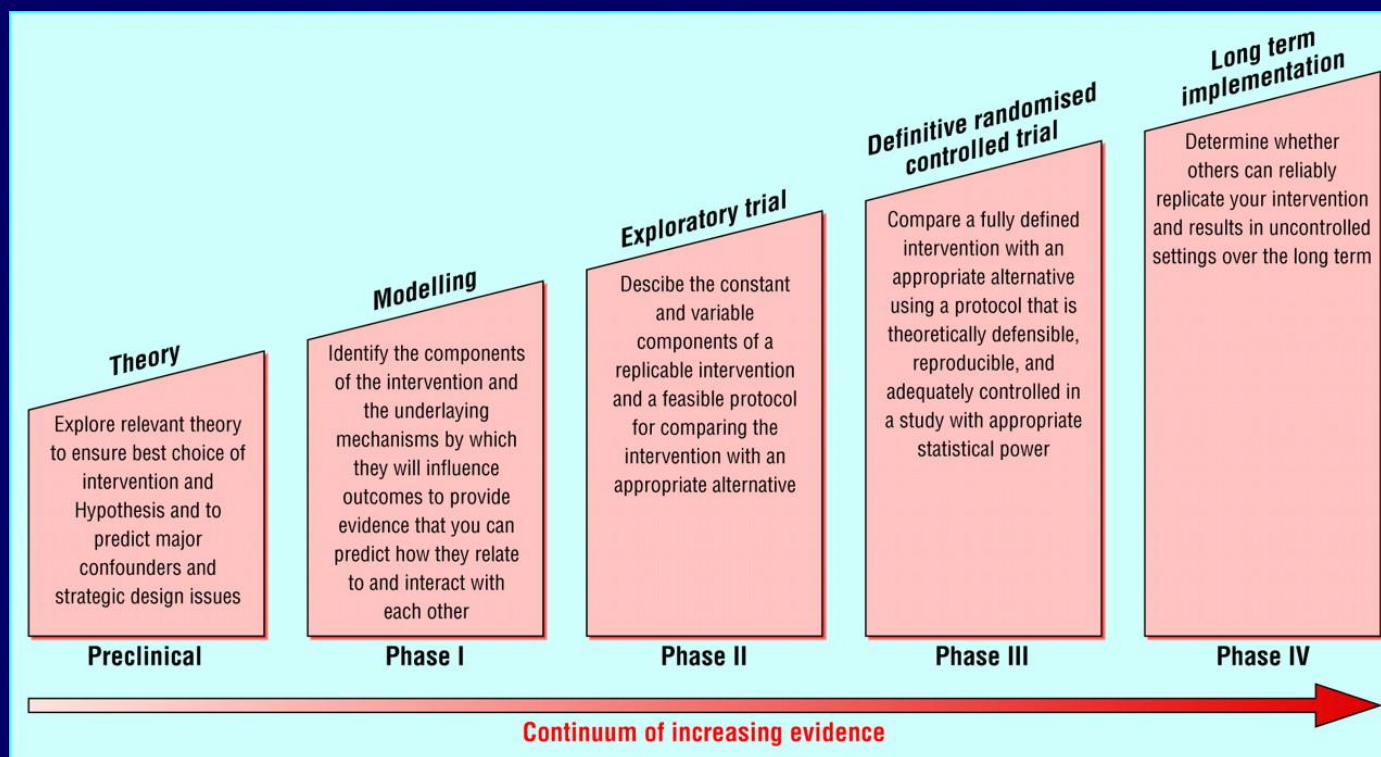 Theory
Explore relevant theory
to ensure best choice of
intervention and
Hypothesis and to
predict major
confounders and
strategic design issues
Preclinical
Modelling
Identify the components
of the intervention and
the underlaying
mechanisms by which
they will influence
outcomes to provide
evidence that you can
predict how they relate
to and interact with
each other
Phase I
Exploratory trial
Descibe the constant
and variable
components of a
replicable intervention
and a feasible protocol
for comparing the
intervention with an
appropriate alternative
Phase II
Definitive randomised
controlled trial
Compare a fully defined
intervention with an
appropriate alternative
using a protocol that is
theoretically defensible,
reproducible, and
adequately controlled in
a study with appropriate
statistical power
Phase III
Long term
implementation
Determine whether
others can reliably
replicate your intervention
and results in uncontrolled
settings over the long term
Phase IV
Continuum of increasing evidence